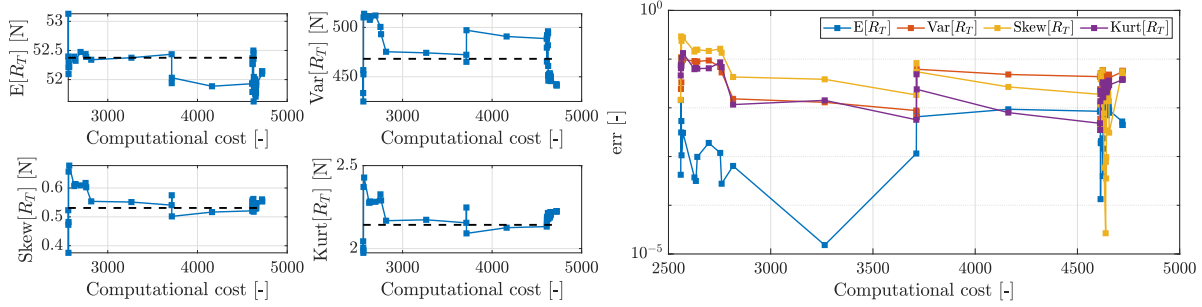 53
52.5
52
E[R_T] [N]
3000 4000 5000
Computational cost [-]
500
450
Var[R_T] [N]
3000 4000 5000
Computational cost [-]
0.6
0.5
0.4
Skew[R_T] [N]
3000 4000 5000
Computational cost [-]
2.5
2
Kurt[R_T] [N]
3000 4000 5000
Computational cost [-]
10^0
10^-5
err [-]
E[R_T] Var[R_T] Skew[R_T] Kurt[R_T]
2500 3000 3500 4000 4500 5000
Computational cost [-]